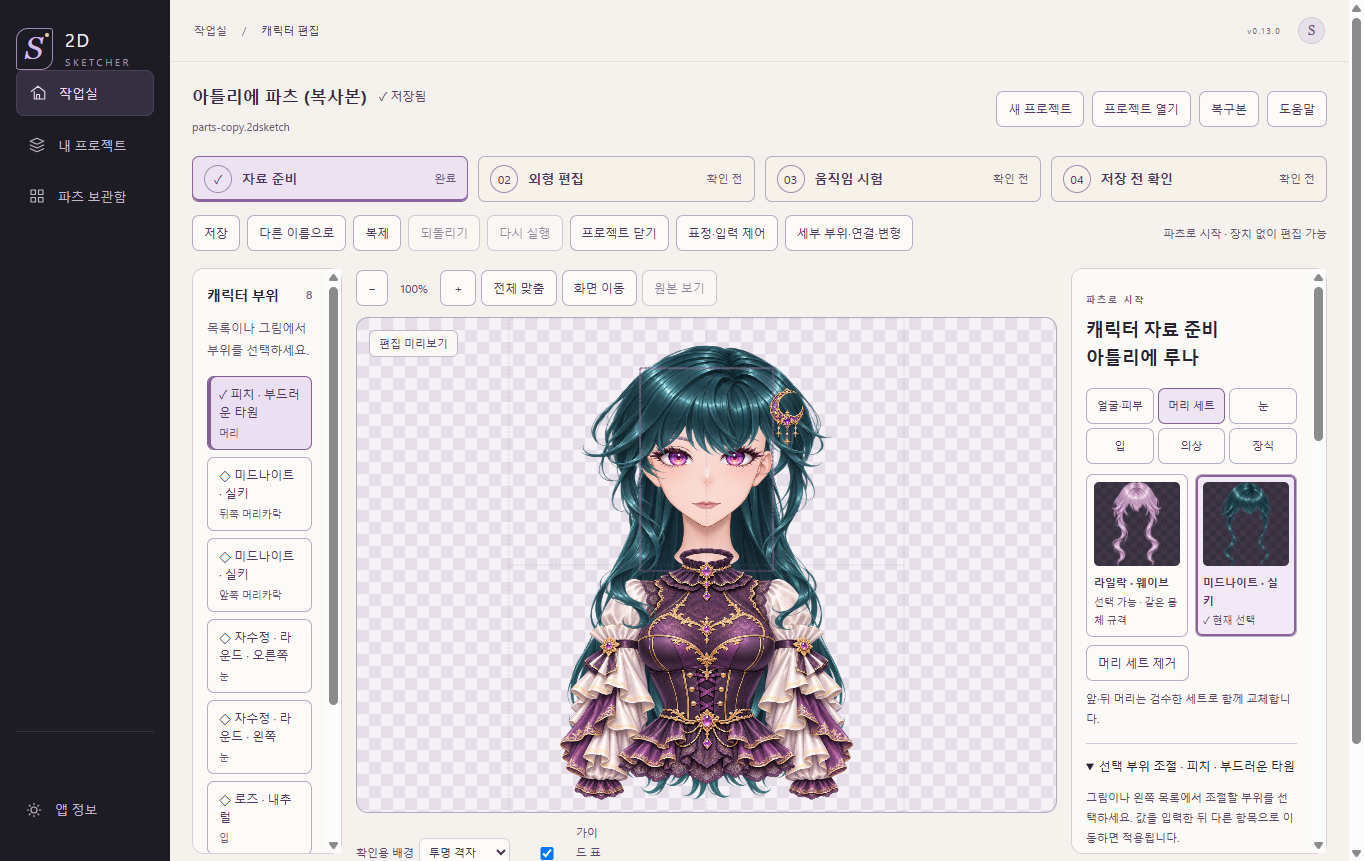 S
2D
SKETCHER
작업실
내 프로젝트
파츠 보관함
앱 정보
작업실 / 캐릭터 편집
v0.13.0
S
아틀리에 파츠 (복사본) ✓ 저장됨
parts-copy.2dsketch
새 프로젝트
프로젝트 열기
복구본
도움말
✓ 자료 준비 완료
02 외형 편집 확인 전
03 움직임 시험 확인 전
04 저장 전 확인 확인 전
저장
다른 이름으로
복제
되돌리기
다시 실행
프로젝트 닫기
표정·입력 제어
세부 부위·연결·변형
파츠로 시작 · 장치 없이 편집 가능
캐릭터 부위 8
목록이나 그림에서
부위를 선택하세요.
✓ 피치 · 부드러
운 타원
머리
◇ 미드나이트
· 실키
뒤쪽 머리카락
◇ 미드나이트
· 실키
앞쪽 머리카락
◇ 자수정 · 라
운드 · 오른쪽
눈
◇ 자수정 · 라
운드 · 왼쪽
눈
◇ 로즈 · 내추
럴
입
−
100%
+
전체 맞춤
화면 이동
원본 보기
편집 미리보기
확인용 배경
투명 격자
가이
드 표
파츠로 시작
캐릭터 자료 준비
아틀리에 루나
얼굴·피부
머리 세트
눈
입
의상
장식
라일락 · 웨이브
선택 가능 · 같은 몸
체 규격
미드나이트 · 실
키
✓ 현재 선택
머리 세트 제거
앞·뒤 머리는 검수한 세트로 함께 교체합니
다.
▼ 선택 부위 조절 · 피치 · 부드러운 타원
그림이나 왼쪽 목록에서 조절할 부위를 선
택하세요. 값을 입력한 뒤 다른 항목으로 이
동하면 적용됩니다.